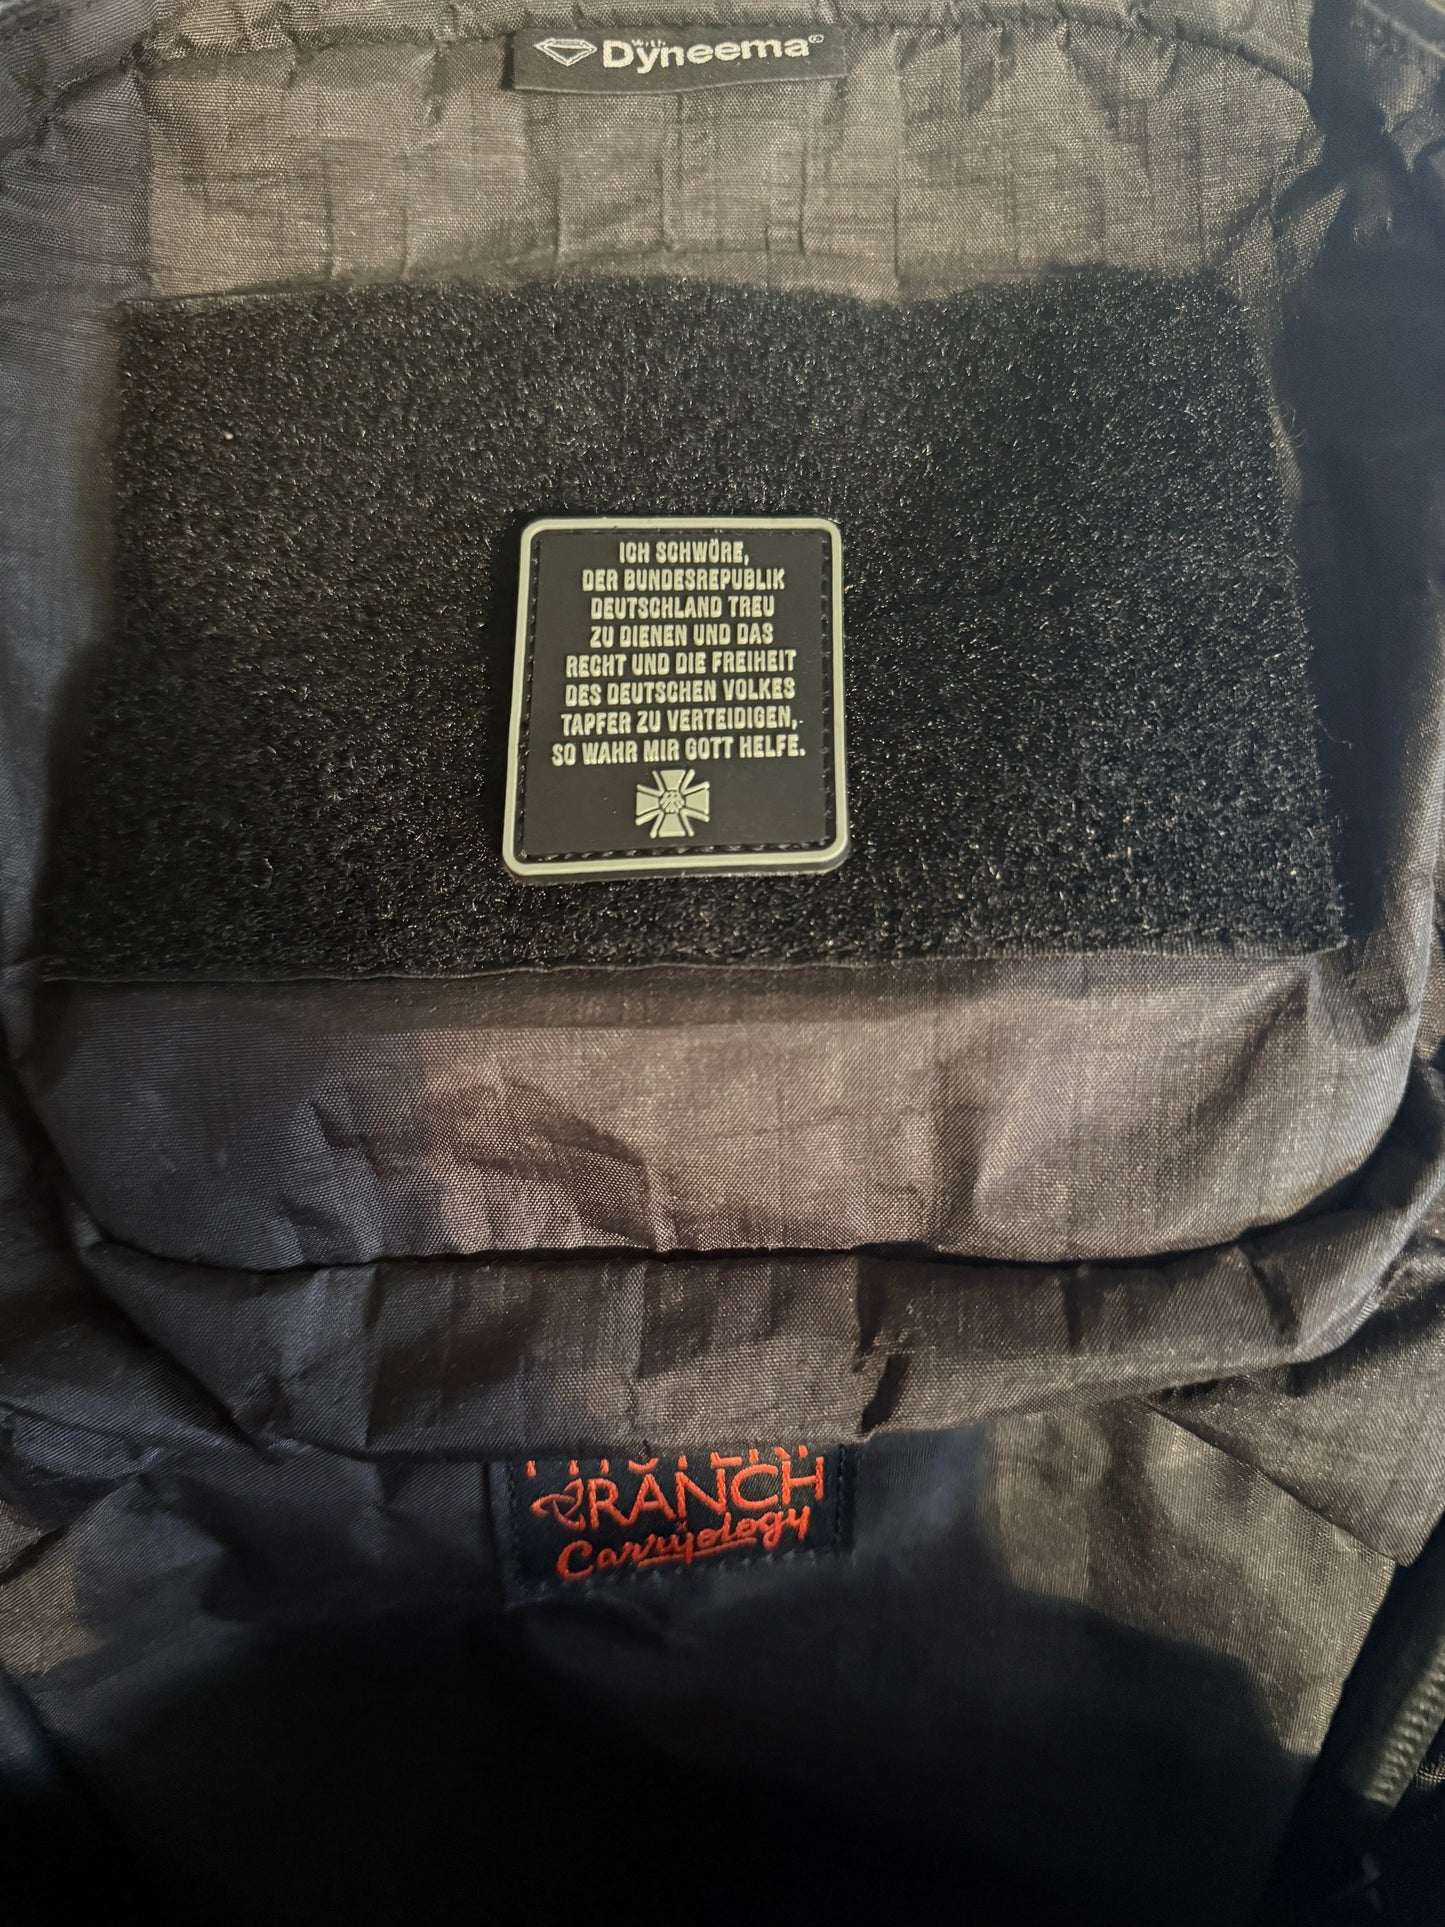 with
Dyneema®
ICH SCHWÖRE,
DER BUNDESREPUBLIK
DEUTSCHLAND TREU
ZU DIENEN UND DAS
RECHT UND DIE FREIHEIT
DES DEUTSCHEN VOLKES
TAPFER ZU VERTEIDIGEN,
SO WAHR MIR GOTT HELFE.
RANCH
x
Carryology